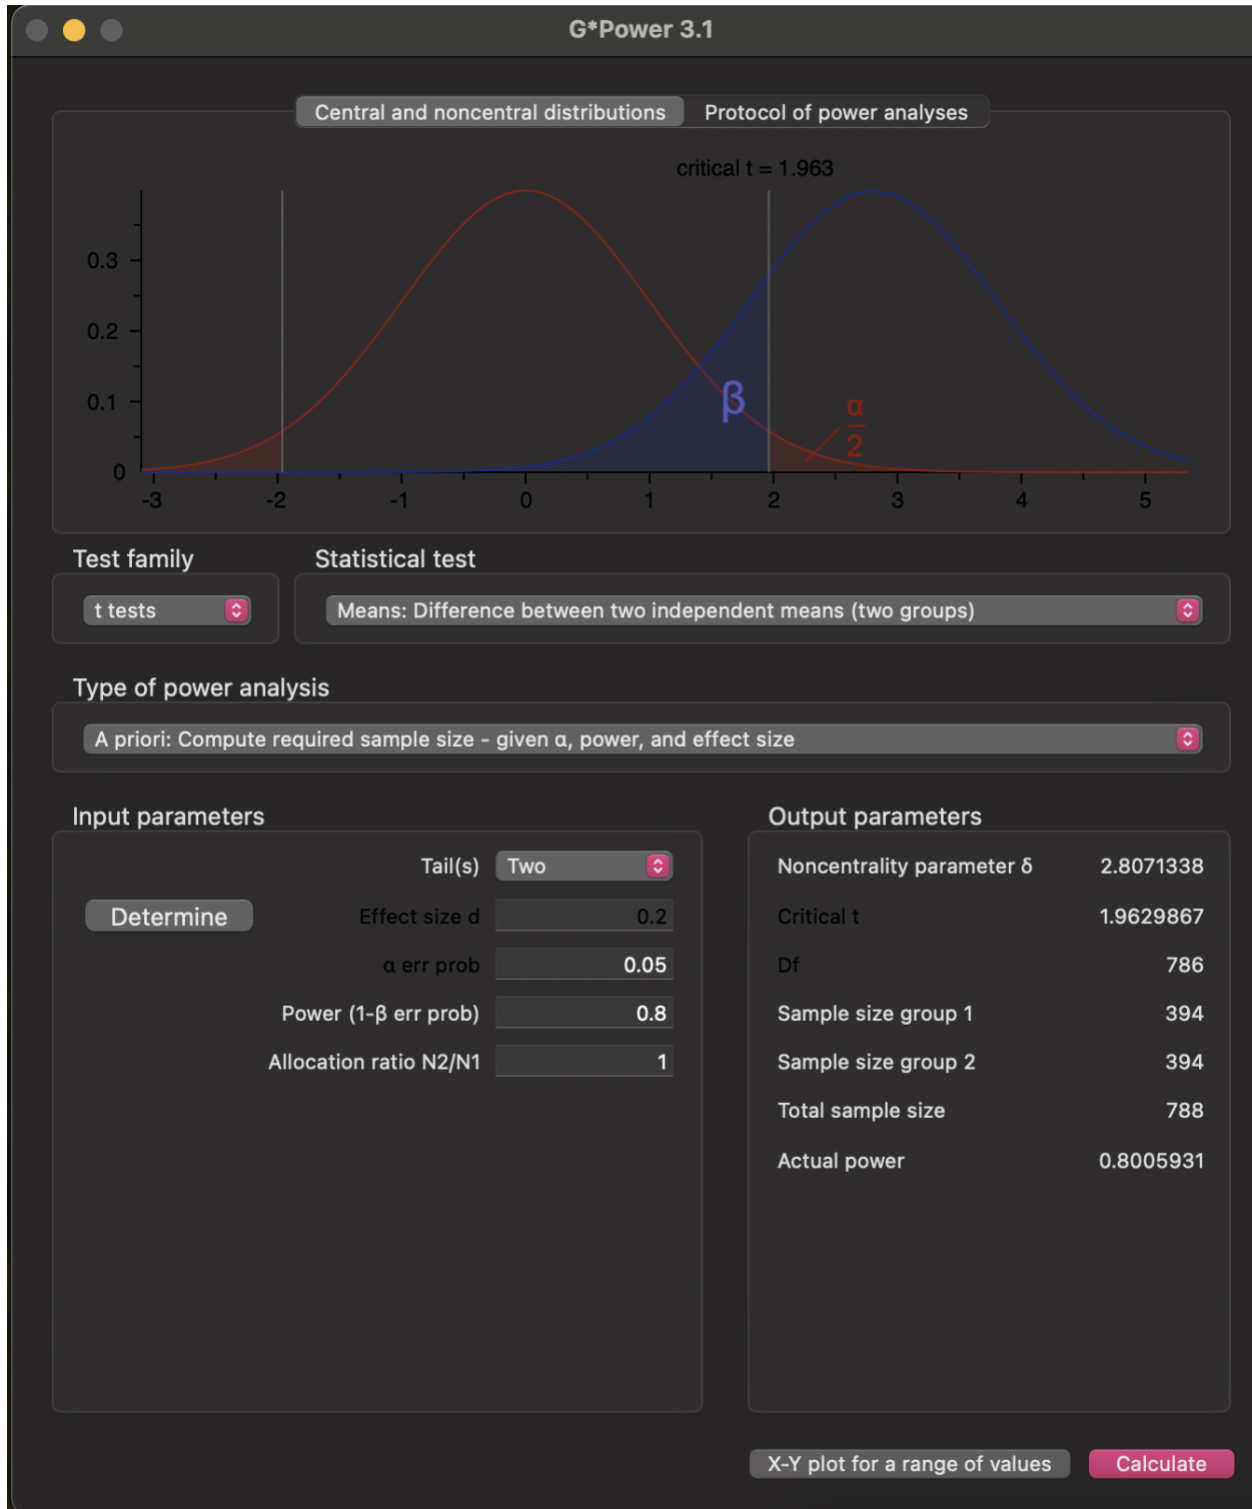 G*Power 3.1
Central and noncentral distributions Protocol of power analyses
critical t = 1.963
0.3
0.2
0.1
0
β
α
2
-3 -2 -1 0 1 2 3 4 5
Test family Statistical test
t tests Means: Difference between two independent means (two groups)
Type of power analysis
A priori: Compute required sample size - given α, power, and effect size
Input parameters Output parameters
Tail(s) Two Noncentrality parameter δ 2.8071338
Determine Effect size d 0.2 Critical t 1.9629867
α err prob 0.05 Df 786
Power (1-β err prob) 0.8 Sample size group 1 394
Allocation ratio N2/N1 1 Sample size group 2 394
Total sample size 788
Actual power 0.8005931
X-Y plot for a range of values Calculate